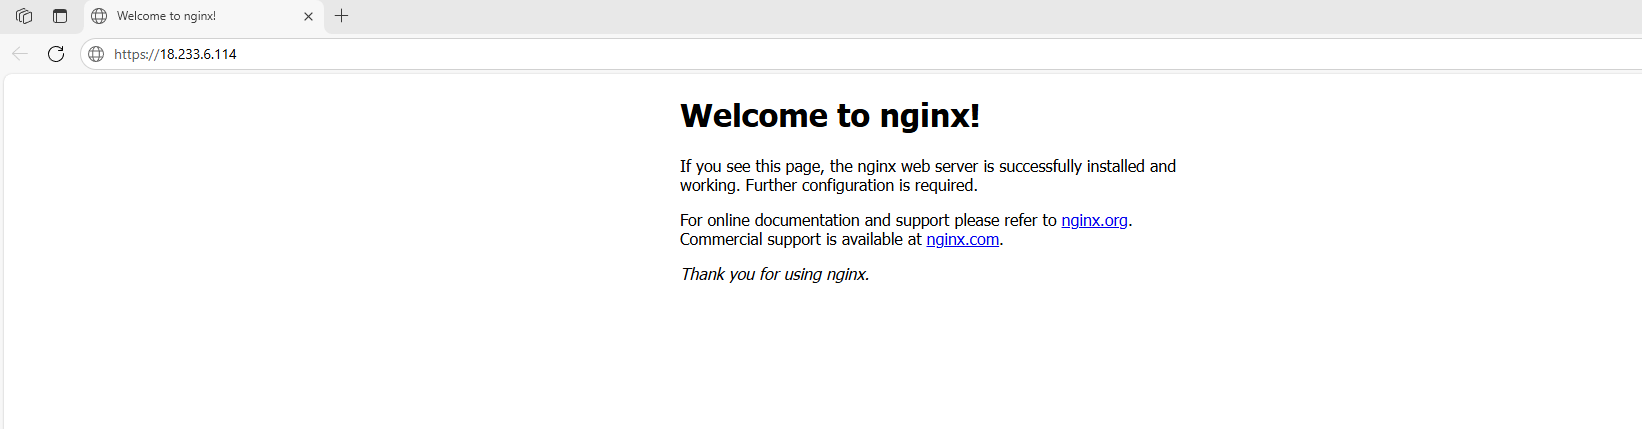 Welcome to nginx!
https://18.233.6.114
Welcome to nginx!
If you see this page, the nginx web server is successfully installed and
working. Further configuration is required.
For online documentation and support please refer to nginx.org.
Commercial support is available at nginx.com.
Thank you for using nginx.